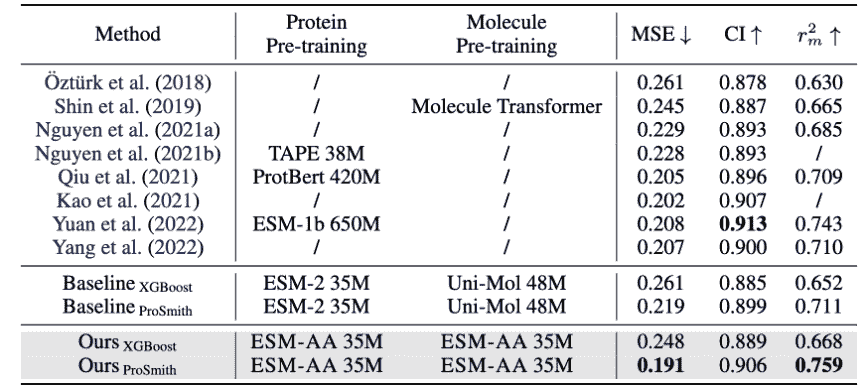 Method Protein Pre-training Molecule Pre-training MSE ↓ CI ↑ r²ₘ ↑
Öztürk et al. (2018) / / 0.261 0.878 0.630
Shin et al. (2019) / Molecule Transformer 0.245 0.887 0.665
Nguyen et al. (2021a) / / 0.229 0.893 0.685
Nguyen et al. (2021b) TAPE 38M / 0.228 0.893 /
Qiu et al. (2021) ProtBert 420M / 0.205 0.896 0.709
Kao et al. (2021) / / 0.202 0.907 /
Yuan et al. (2022) ESM-1b 650M / 0.208 0.913 0.743
Yang et al. (2022) / / 0.207 0.900 0.710
Baseline XGBoost ESM-2 35M Uni-Mol 48M 0.261 0.885 0.652
Baseline ProSmith ESM-2 35M Uni-Mol 48M 0.219 0.899 0.711
Ours XGBoost ESM-AA 35M ESM-AA 35M 0.248 0.889 0.668
Ours ProSmith ESM-AA 35M ESM-AA 35M 0.191 0.906 0.759